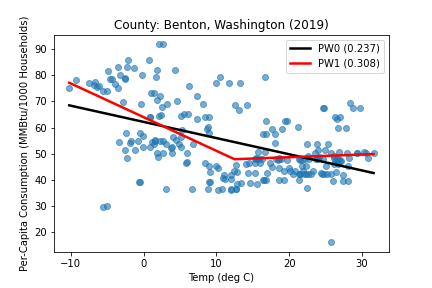 County: Benton, Washington (2019)
Per-Capita Consumption (MMBtu/1000 Households)
90
80
70
60
50
40
30
20
PW0 (0.237)
PW1 (0.308)
−10 0 10 20 30
Temp (deg C)